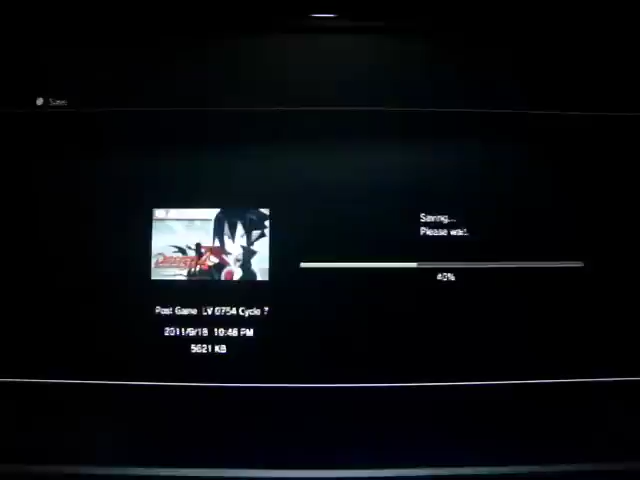 Save
Saving...
Please wait.
40%
Post Game LV 0754 Cycle 7
2011/9/18 10:46 PM
5621 KB